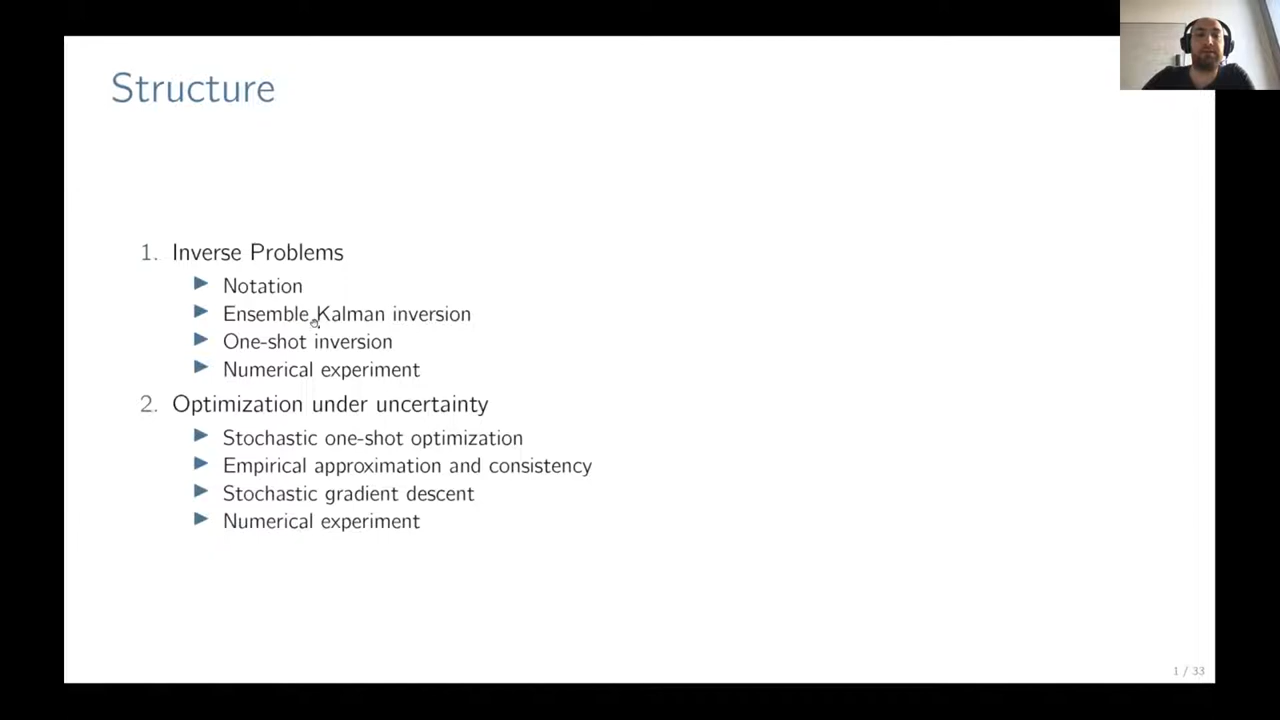 Structure
1. Inverse Problems
Notation
Ensemble Kalman inversion
One-shot inversion
Numerical experiment
2. Optimization under uncertainty
Stochastic one-shot optimization
Empirical approximation and consistency
Stochastic gradient descent
Numerical experiment
1 / 33